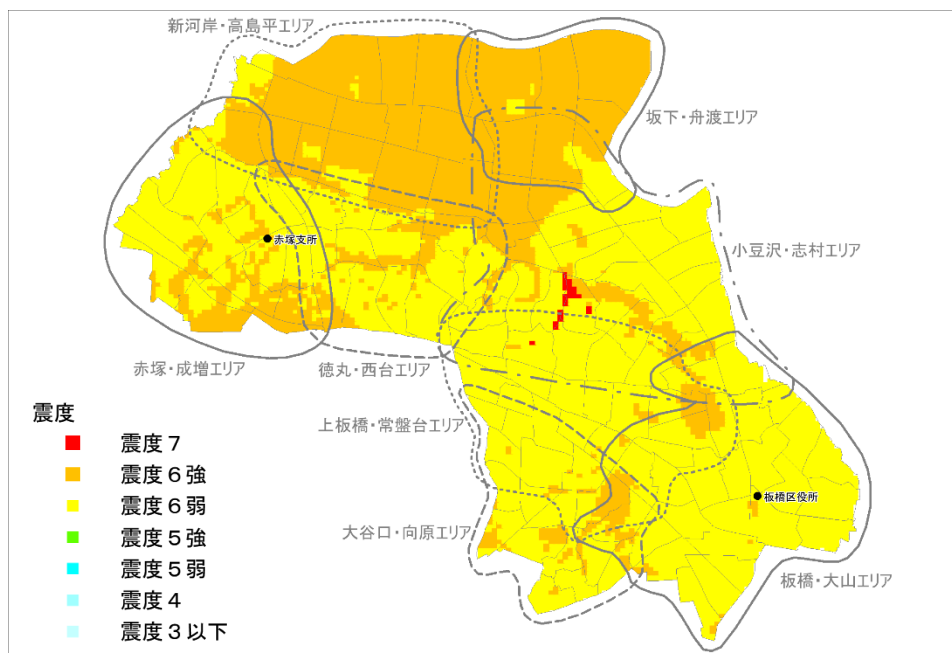 新河岸・高島平エリア
坂下・舟渡エリア
赤塚支所
小豆沢・志村エリア
赤塚・成増エリア
徳丸・西台エリア
震度
上板橋・常盤台エリア
震度７
震度６強
震度６弱
板橋区役所
大谷口・向原エリア
震度５強
震度５弱
板橋・大山エリア
震度４
震度３以下